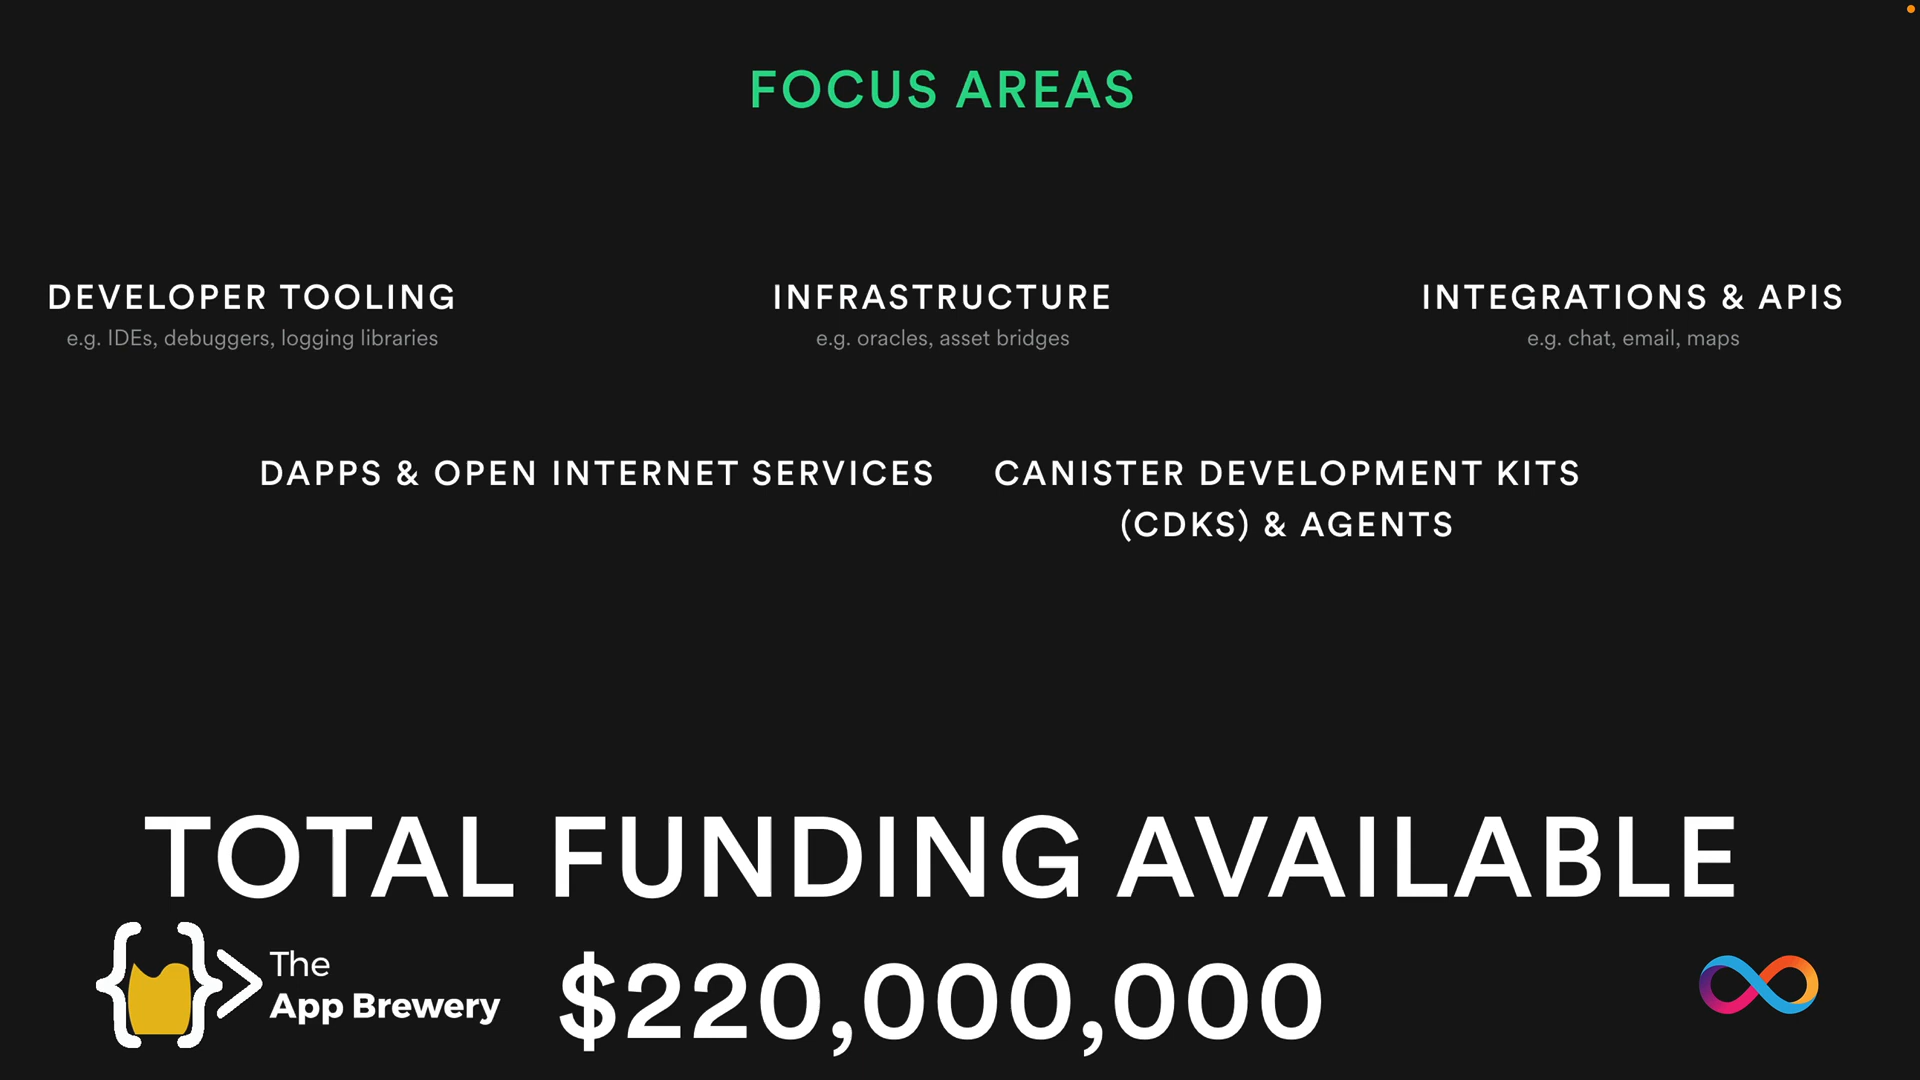 FOCUS AREAS
DEVELOPER TOOLING
e.g. IDEs, debuggers, logging libraries
INFRASTRUCTURE
e.g. oracles, asset bridges
INTEGRATIONS & APIS
e.g. chat, email, maps
DAPPS & OPEN INTERNET SERVICES
CANISTER DEVELOPMENT KITS
(CDKS) & AGENTS
TOTAL FUNDING AVAILABLE
The
App Brewery
$220,000,000